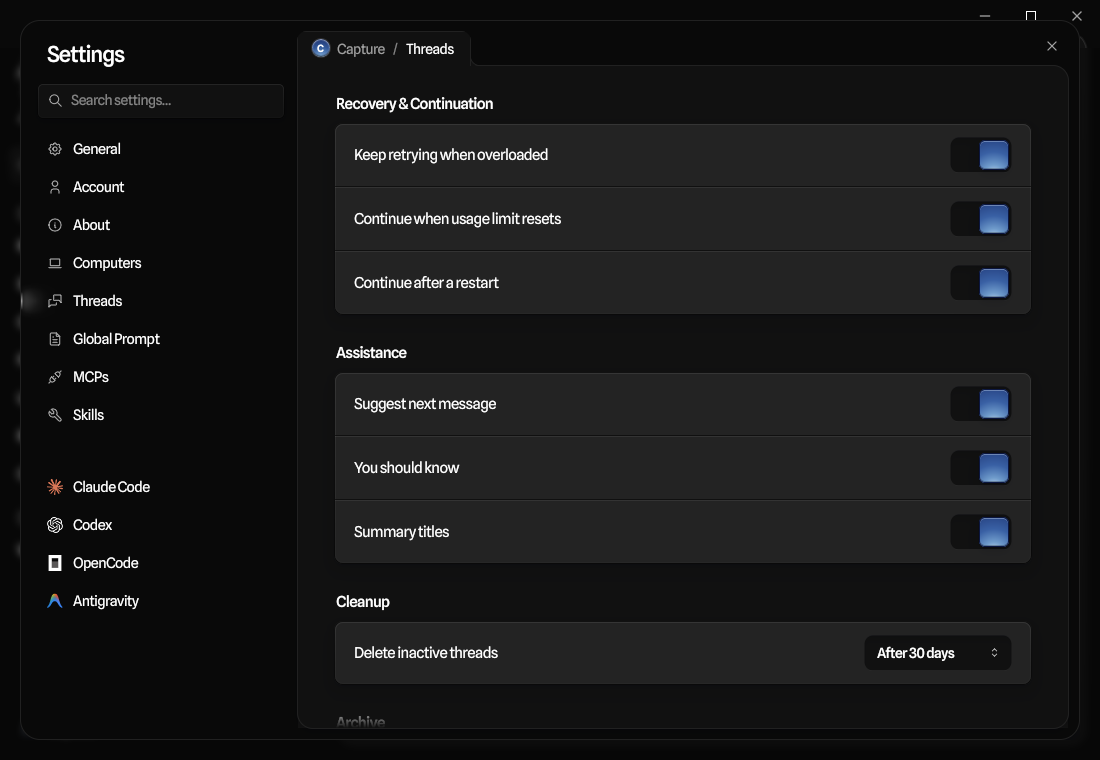 Settings
Search settings...
General
Account
About
Computers
Threads
Global Prompt
MCPs
Skills
Claude Code
Codex
OpenCode
Antigravity
C Capture / Threads
Recovery & Continuation
Keep retrying when overloaded
Continue when usage limit resets
Continue after a restart
Assistance
Suggest next message
You should know
Summary titles
Cleanup
Delete inactive threads
After 30 days
Archive